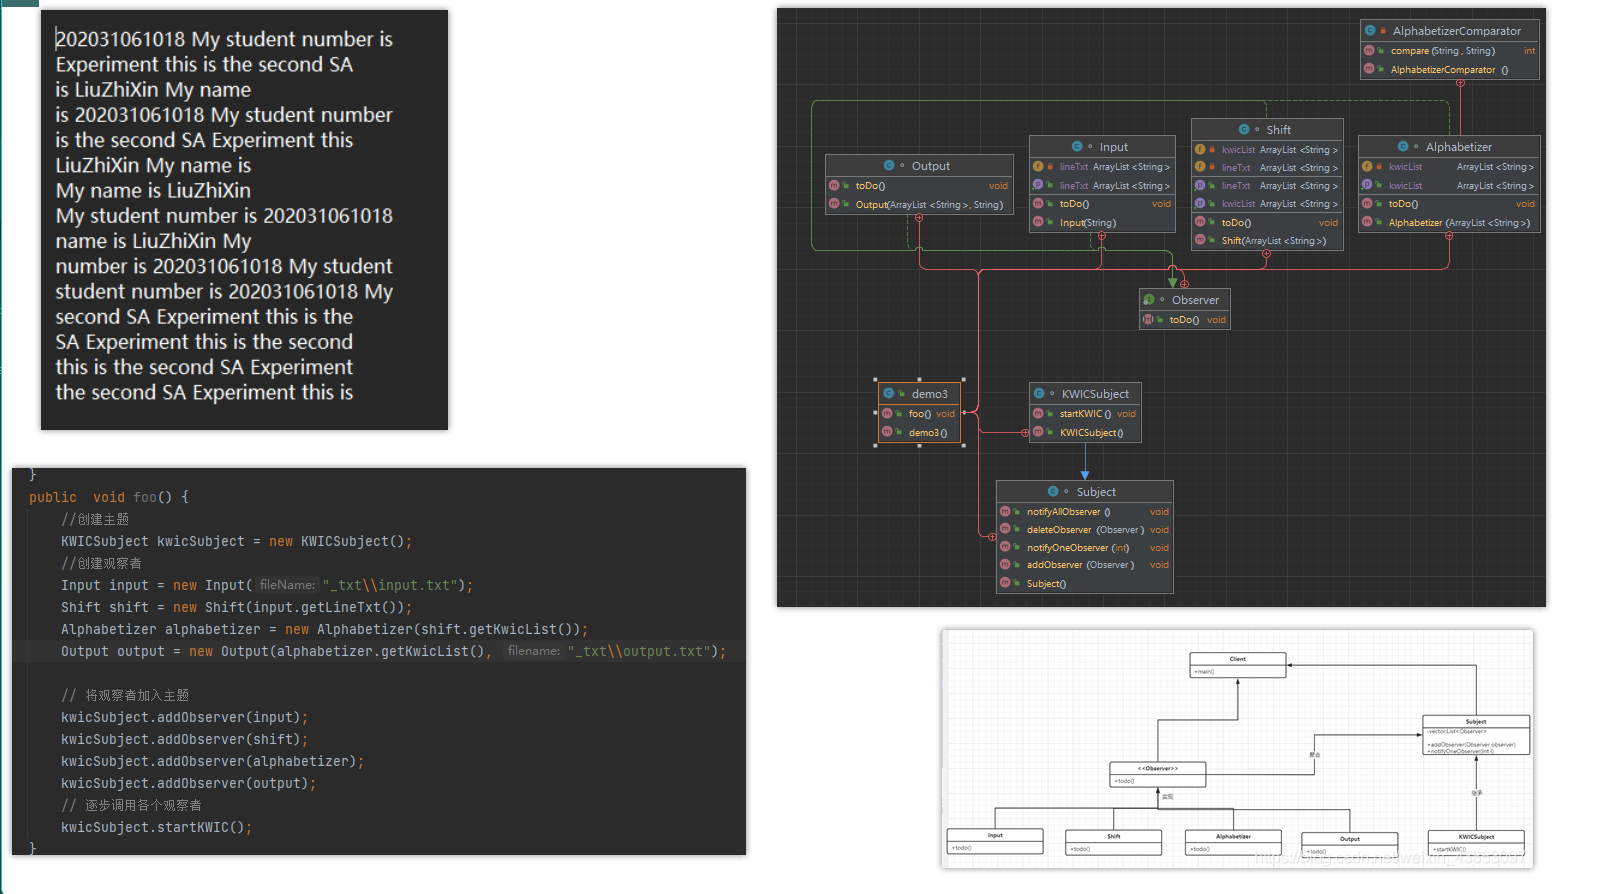 202031061018 My student number is
Experiment this is the second SA
is LiuZhiXin My name
is 202031061018 My student number
is the second SA Experiment this
LiuZhiXin My name is
My name is LiuZhiXin
My student number is 202031061018
name is LiuZhiXin My
number is 202031061018 My student
student number is 202031061018 My
second SA Experiment this is the
SA Experiment this is the second
this is the second SA Experiment
the second SA Experiment this is
}
public void foo() {
//创建主题
KWICSubject kwicSubject = new KWICSubject();
//创建观察者
Input input = new Input( fileName: "_txt\\input.txt");
Shift shift = new Shift(input.getLineTxt());
Alphabetizer alphabetizer = new Alphabetizer(shift.getKwicList());
Output output = new Output(alphabetizer.getKwicList(), filename: "_txt\\output.txt");
// 将观察者加入主题
kwicSubject.addObserver(input);
kwicSubject.addObserver(shift);
kwicSubject.addObserver(alphabetizer);
kwicSubject.addObserver(output);
// 逐步调用各个观察者
kwicSubject.startKWIC();
}
AlphabetizerComparator
compare (String , String) int
AlphabetizerComparator ()
Output
toDo() void
Output(ArrayList <String >, String)
Input
lineTxt ArrayList <String >
lineTxt ArrayList <String >
toDo() void
Input(String)
Shift
kwicList ArrayList <String >
lineTxt ArrayList <String >
lineTxt ArrayList <String >
kwicList ArrayList <String >
toDo() void
Shift(ArrayList <String >)
Alphabetizer
kwicList ArrayList <String >
kwicList ArrayList <String >
toDo() void
Alphabetizer (ArrayList <String >)
Observer
toDo() void
demo3
foo() void
demo3 ()
KWICSubject
startKWIC () void
KWICSubject()
Subject
notifyAllObserver () void
deleteObserver (Observer ) void
notifyOneObserver (int) void
addObserver (Observer ) void
Subject()
Client
+main()
Subject
-vector:List<Observer>
+addObserver(Observer observer)
+notifyOneObserver(int i)
聚合
<<Observer>>
+todo()
实现
继承
Input
+todo()
Shift
+todo()
Alphabetizer
+todo()
Output
+todo()
KWICSubject
+startKWIC()